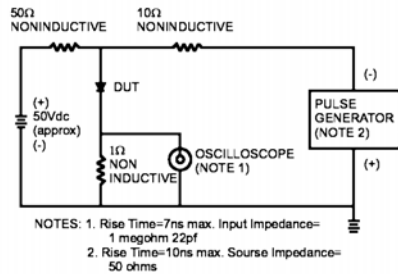 50Ω
NONINDUCTIVE
10Ω
NONINDUCTIVE
(+)
50Vdc
(approx)
(-)
DUT
1Ω
NON
INDUCTIVE
OSCILLOSCOPE
(NOTE 1)
(-)
PULSE
GENERATOR
(NOTE 2)
(+)
NOTES: 1. Rise Time=7ns max. Input Impedance=
1 megohm 22pf
2. Rise Time=10ns max. Sourse Impedance=
50 ohms